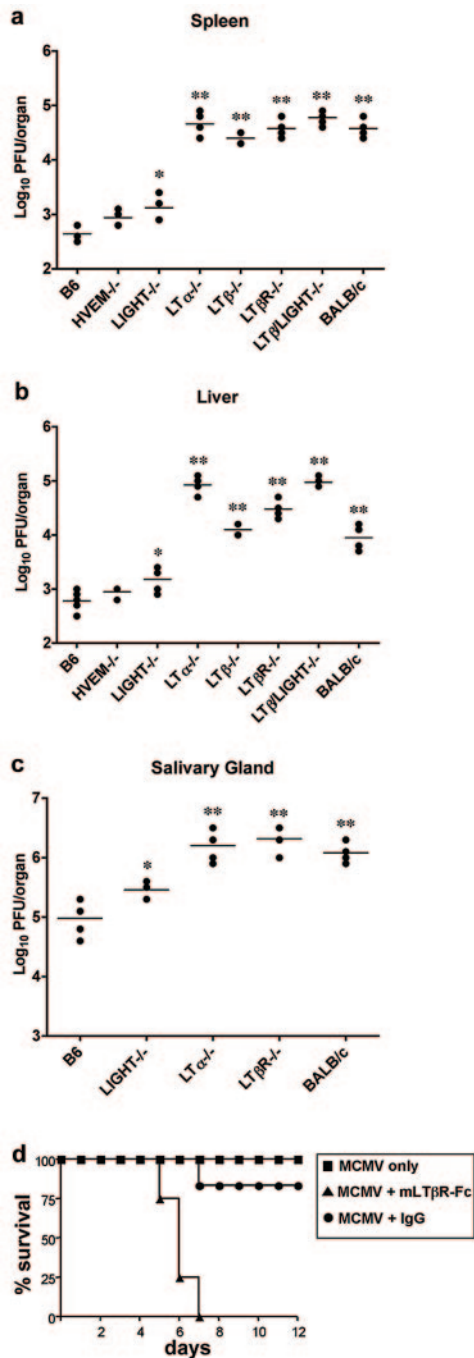 a
Spleen
Log10 PFU/organ
6
5
4
3
2
* ** ** ** ** **
B6 HVEM-/- LIGHT-/- LTα-/- LTβ-/- LTβR-/- LTβ/LIGHT-/- BALB/c
b
Liver
Log10 PFU/organ
6
5
4
3
2
* ** ** ** ** **
B6 HVEM-/- LIGHT-/- LTα-/- LTβ-/- LTβR-/- LTβ/LIGHT-/- BALB/c
c
Salivary Gland
Log10 PFU/organ
7
6
5
4
3
* ** ** **
B6 LIGHT-/- LTα-/- LTβR-/- BALB/c
d
% survival
100
75
50
25
0
2 4 6 8 10 12
days
MCMV only
MCMV + mLTβR-Fc
MCMV + IgG